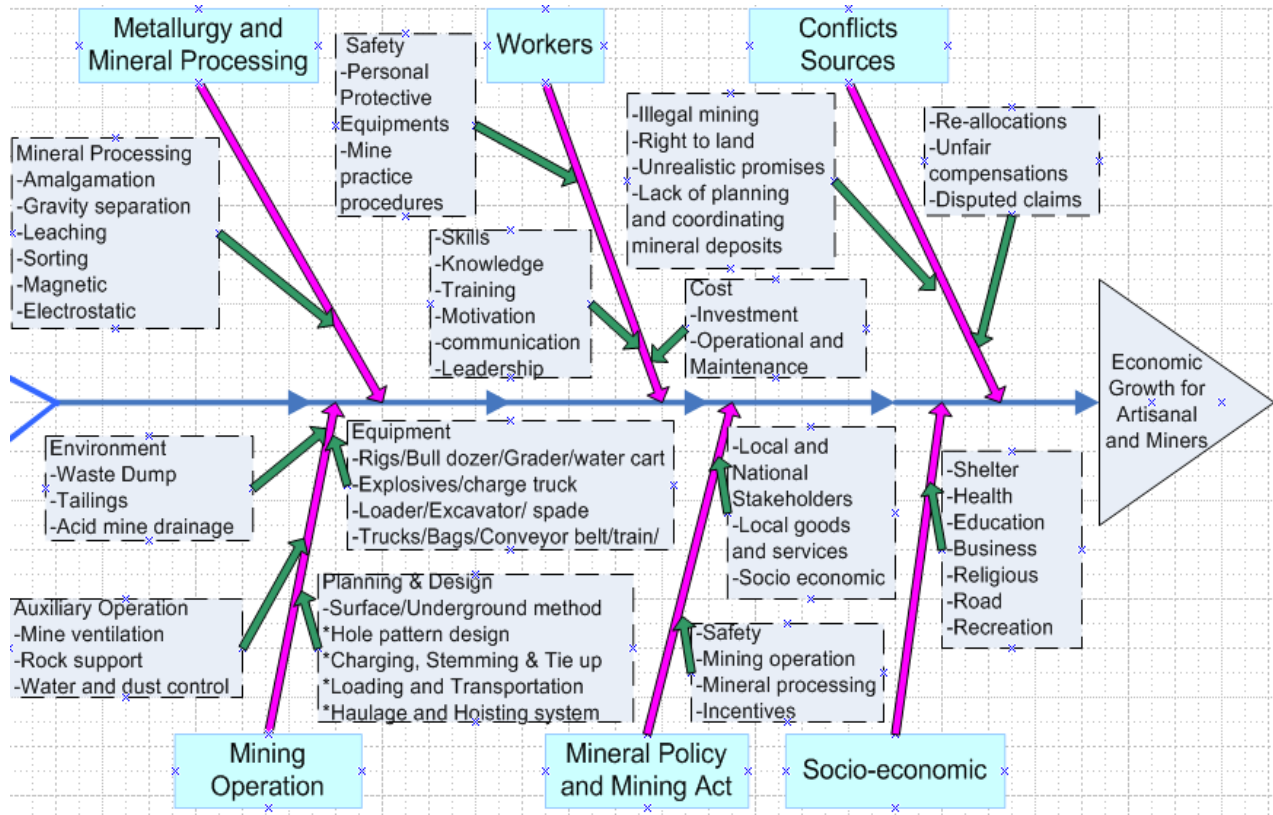 Metallurgy and
Mineral Processing
Workers
Conflicts
Sources
Safety
-Personal
Protective
Equipments
-Mine
practice
procedures
Mineral Processing
-Amalgamation
-Gravity separation
-Leaching
-Sorting
-Magnetic
-Electrostatic
-Skills
-Knowledge
-Training
-Motivation
-communication
-Leadership
-Illegal mining
-Right to land
-Unrealistic promises
-Lack of planning
and coordinating
mineral deposits
-Re-allocations
-Unfair
compensations
-Disputed claims
Cost
-Investment
-Operational and
Maintenance
Economic
Growth for
Artisanal
and Miners
Environment
-Waste Dump
-Tailings
-Acid mine drainage
Equipment
-Rigs/Bull dozer/Grader/water cart
-Explosives/charge truck
-Loader/Excavator/ spade
-Trucks/Bags/Conveyor belt/train/
-Local and
National
Stakeholders
-Local goods
and services
-Socio economic
-Shelter
-Health
-Education
-Business
-Religious
-Road
-Recreation
Auxiliary Operation
-Mine ventilation
-Rock support
-Water and dust control
Planning & Design
-Surface/Underground method
*Hole pattern design
*Charging, Stemming & Tie up
*Loading and Transportation
*Haulage and Hoisting system
-Safety
-Mining operation
-Mineral processing
-Incentives
Mining
Operation
Mineral Policy
and Mining Act
Socio-economic